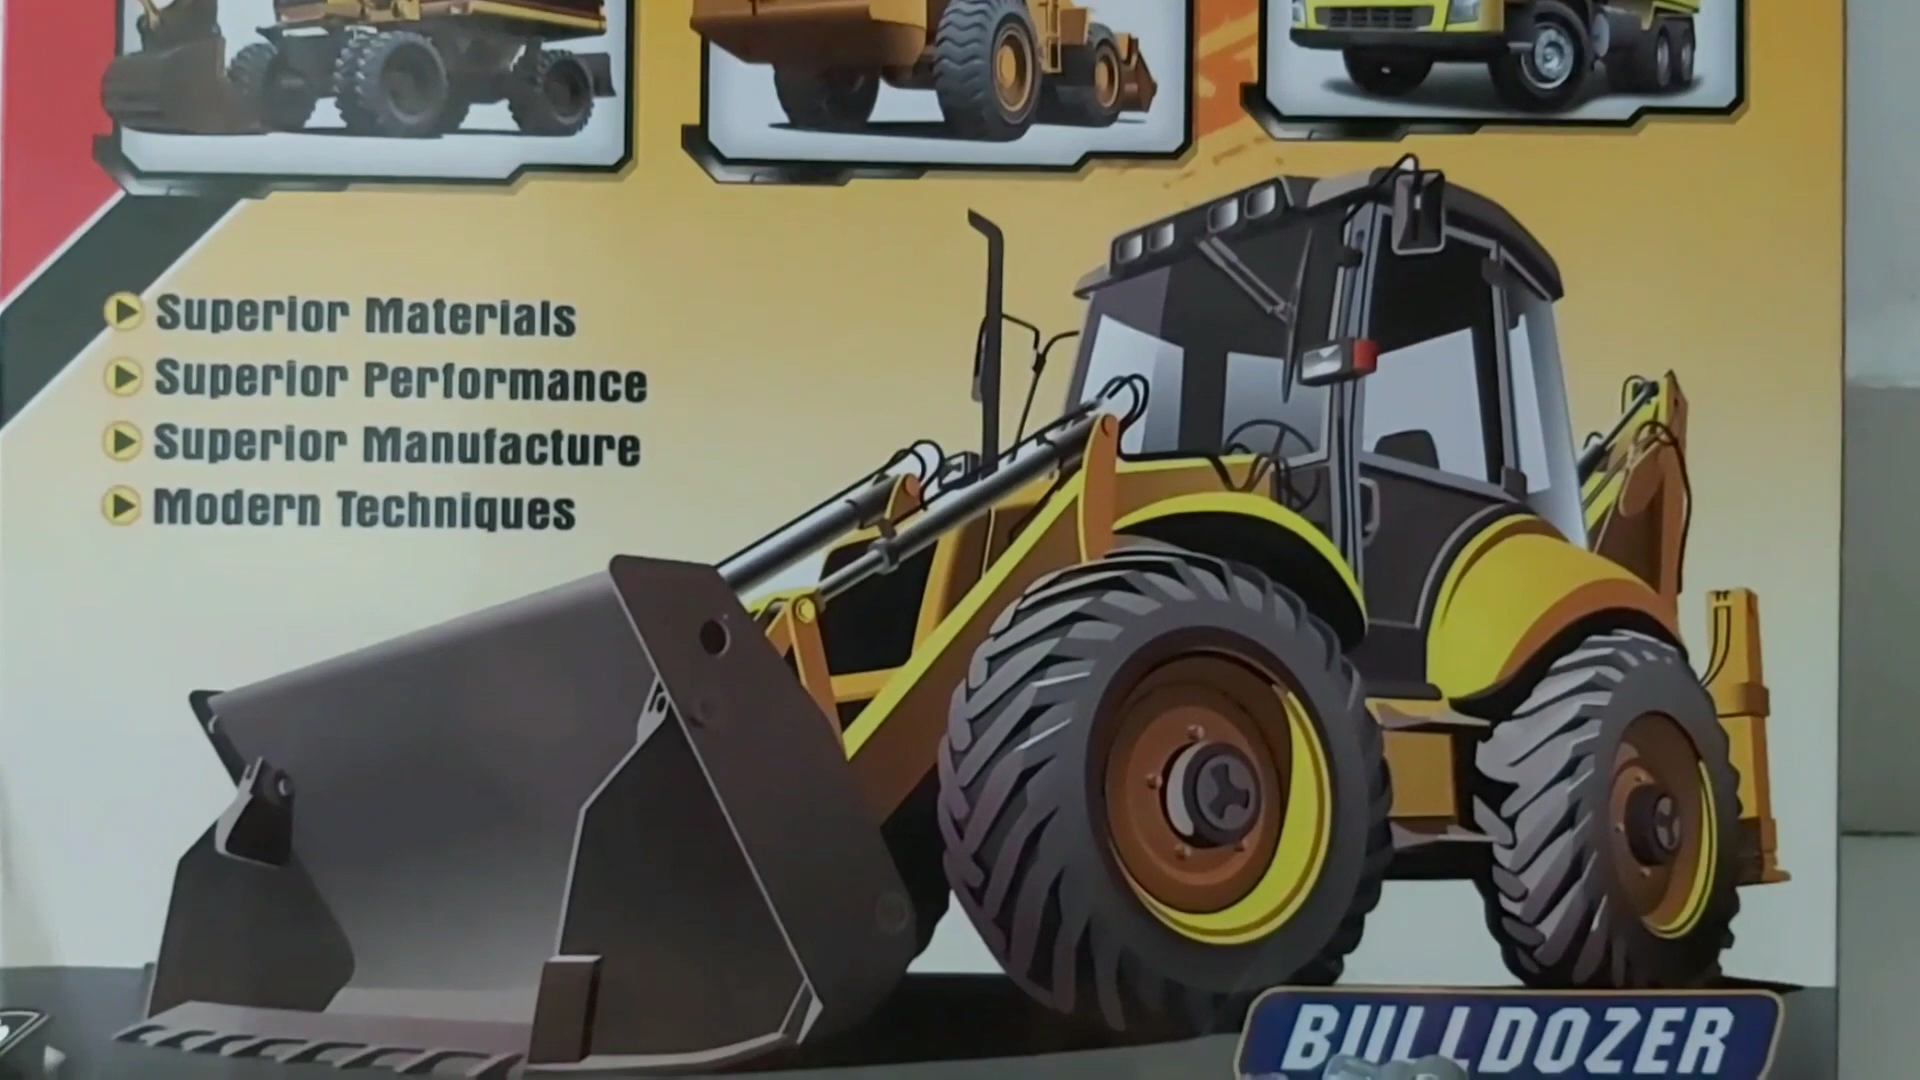 Superior Materials
Superior Performance
Superior Manufacture
Modern Techniques
BULLDOZER